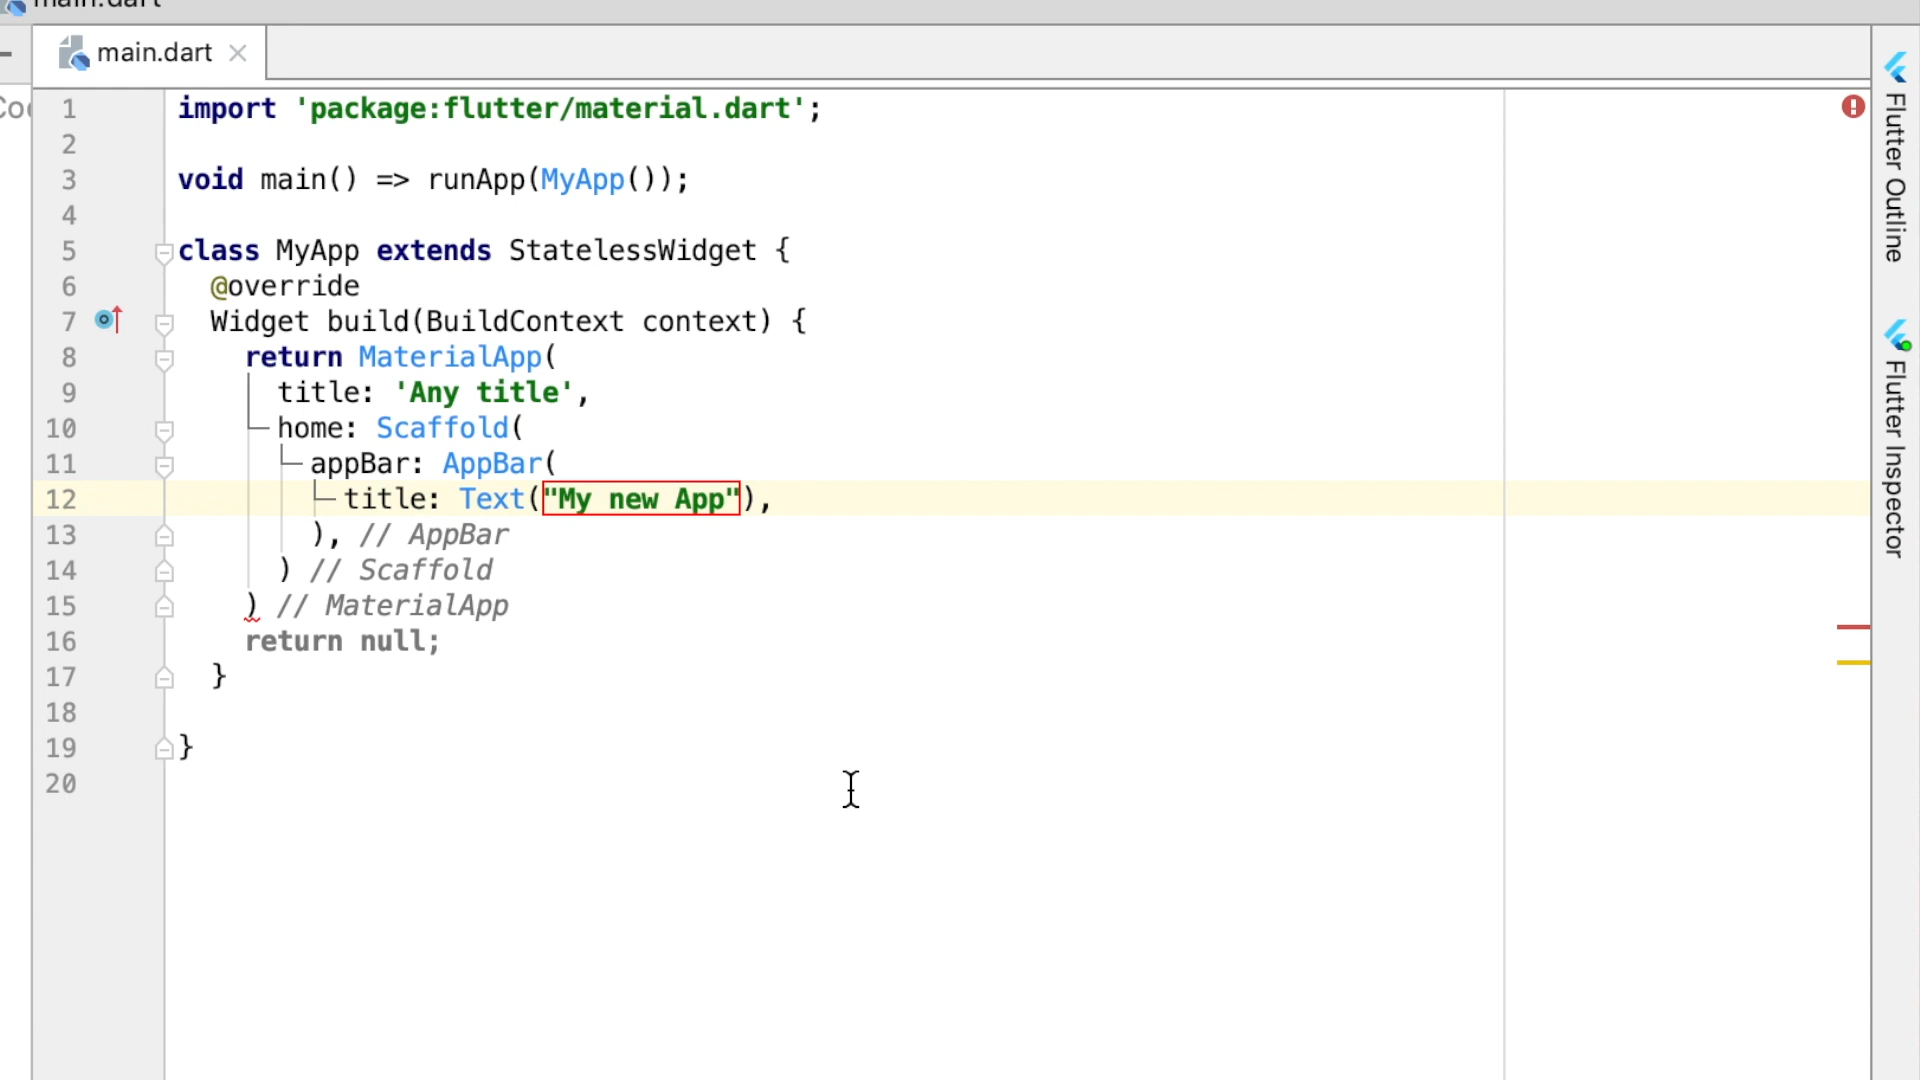 main.dart
main.dart
Co
1 import 'package:flutter/material.dart';
2
3 void main() => runApp(MyApp());
4
5 class MyApp extends StatelessWidget {
6 @override
7 Widget build(BuildContext context) {
8 return MaterialApp(
9 title: 'Any title',
10 home: Scaffold(
11 appBar: AppBar(
12 title: Text("My new App"),
13 ), // AppBar
14 ) // Scaffold
15 ) // MaterialApp
16 return null;
17 }
18
19 }
20
Flutter Outline
Flutter Inspector